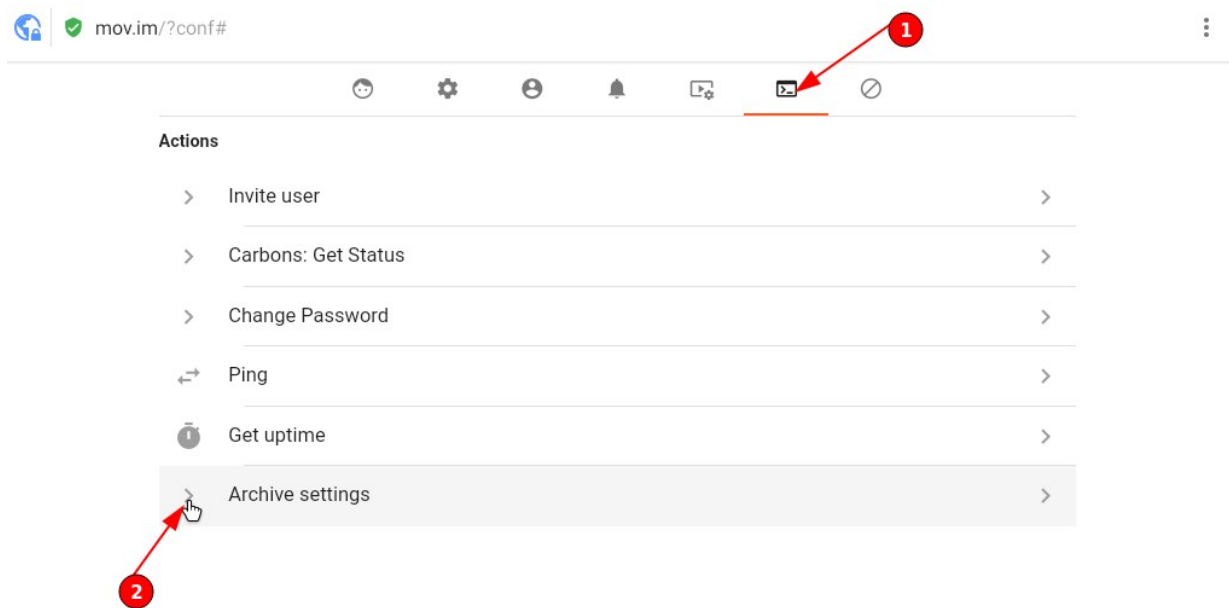 mov.im/?conf#
1
Actions
Invite user
Carbons: Get Status
Change Password
Ping
Get uptime
Archive settings
2